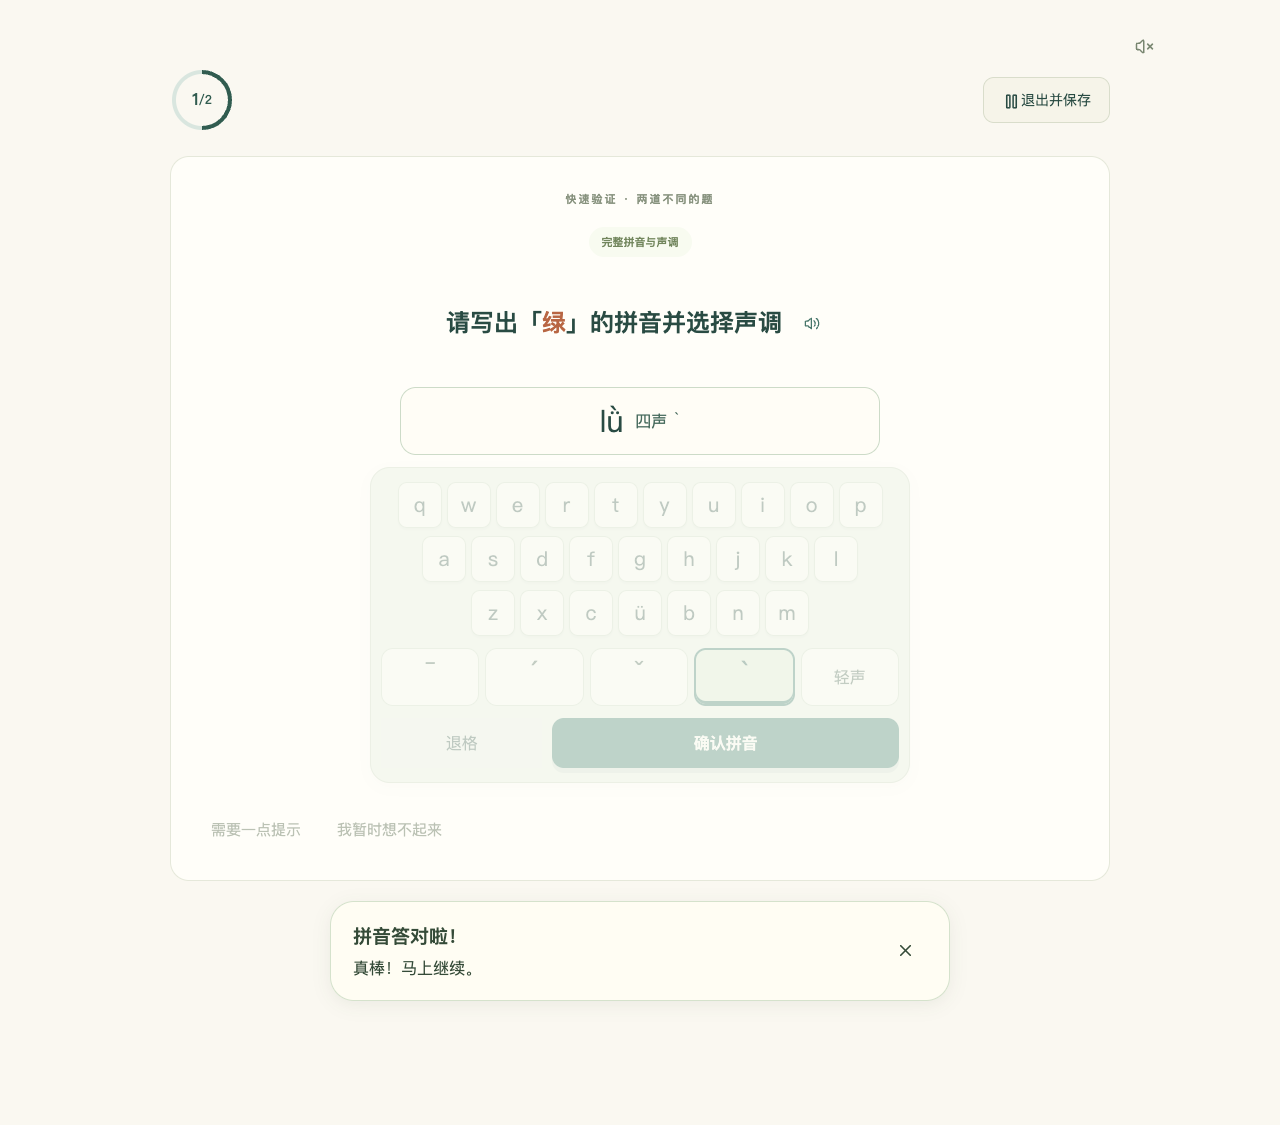 1/2
退出并保存
快速验证 · 两道不同的题
完整拼音与声调
请写出「绿」的拼音并选择声调
lǜ 四声 ˋ
q w e r t y u i o p
a s d f g h j k l
z x c ü b n m
ˉ ˊ ˇ ˋ 轻声
退格 确认拼音
需要一点提示 我暂时想不起来
拼音答对啦！
真棒！马上继续。